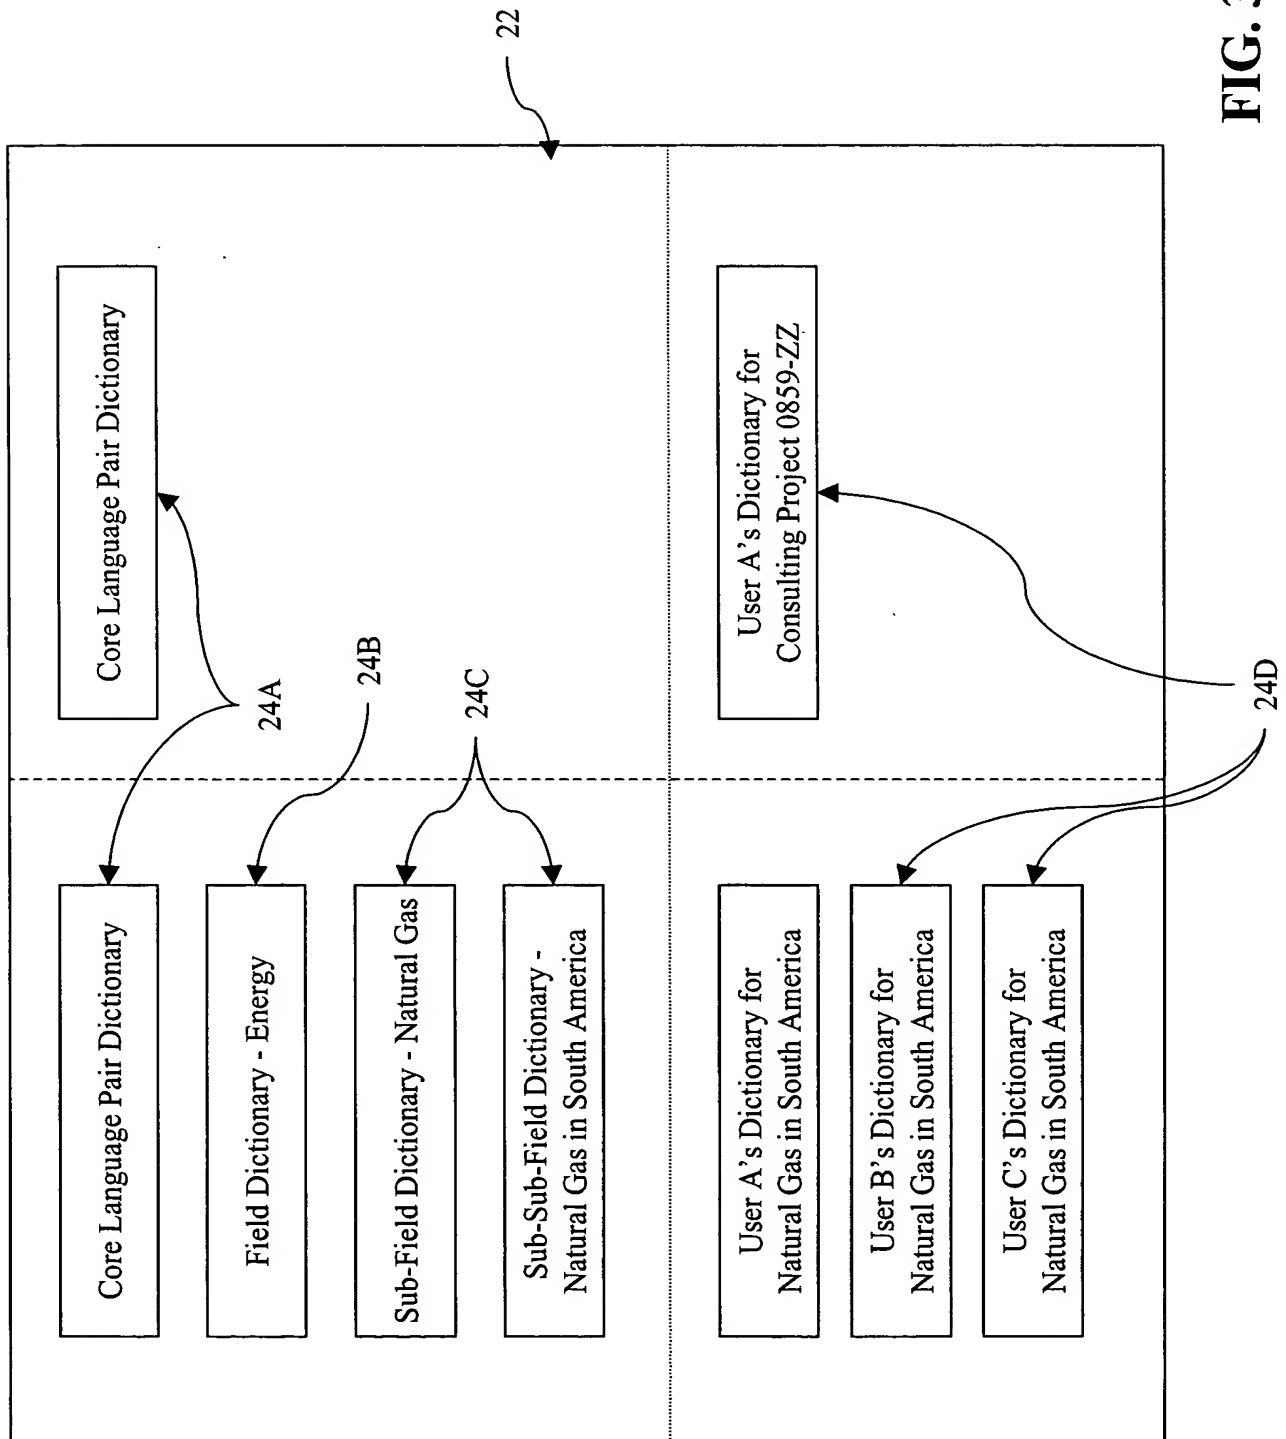 22
Core Language Pair Dictionary
24A
24B
24C
User A's Dictionary for
Consulting Project 0859-ZZ
24D
Core Language Pair Dictionary
Field Dictionary - Energy
Sub-Field Dictionary - Natural Gas
Sub-Sub-Field Dictionary -
Natural Gas in South America
User A's Dictionary for
Natural Gas in South America
User B's Dictionary for
Natural Gas in South America
User C's Dictionary for
Natural Gas in South America
FIG.